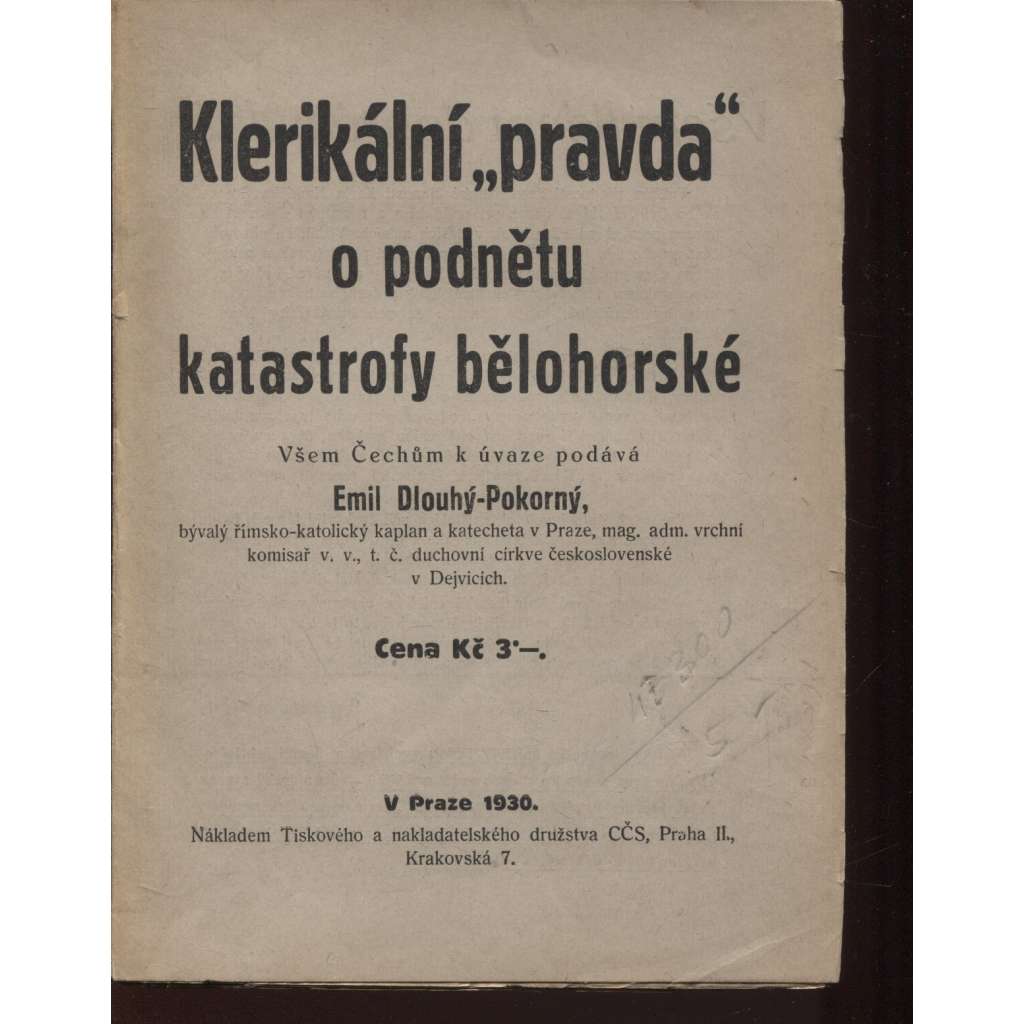 Klerikální „pravda“
o podnětu
katastrofy bělohorské
Všem Čechům k úvaze podává
Emil Dlouhý-Pokorný,
bývalý římsko-katolický kaplan a katecheta v Praze, mag. adm. vrchní
komisař v. v., t. č. duchovní církve československé
v Dejvicích.
Cena Kč 3·—.
V Praze 1930.
Nákladem Tiskového a nakladatelského družstva CČS, Praha II.,
Krakovská 7.